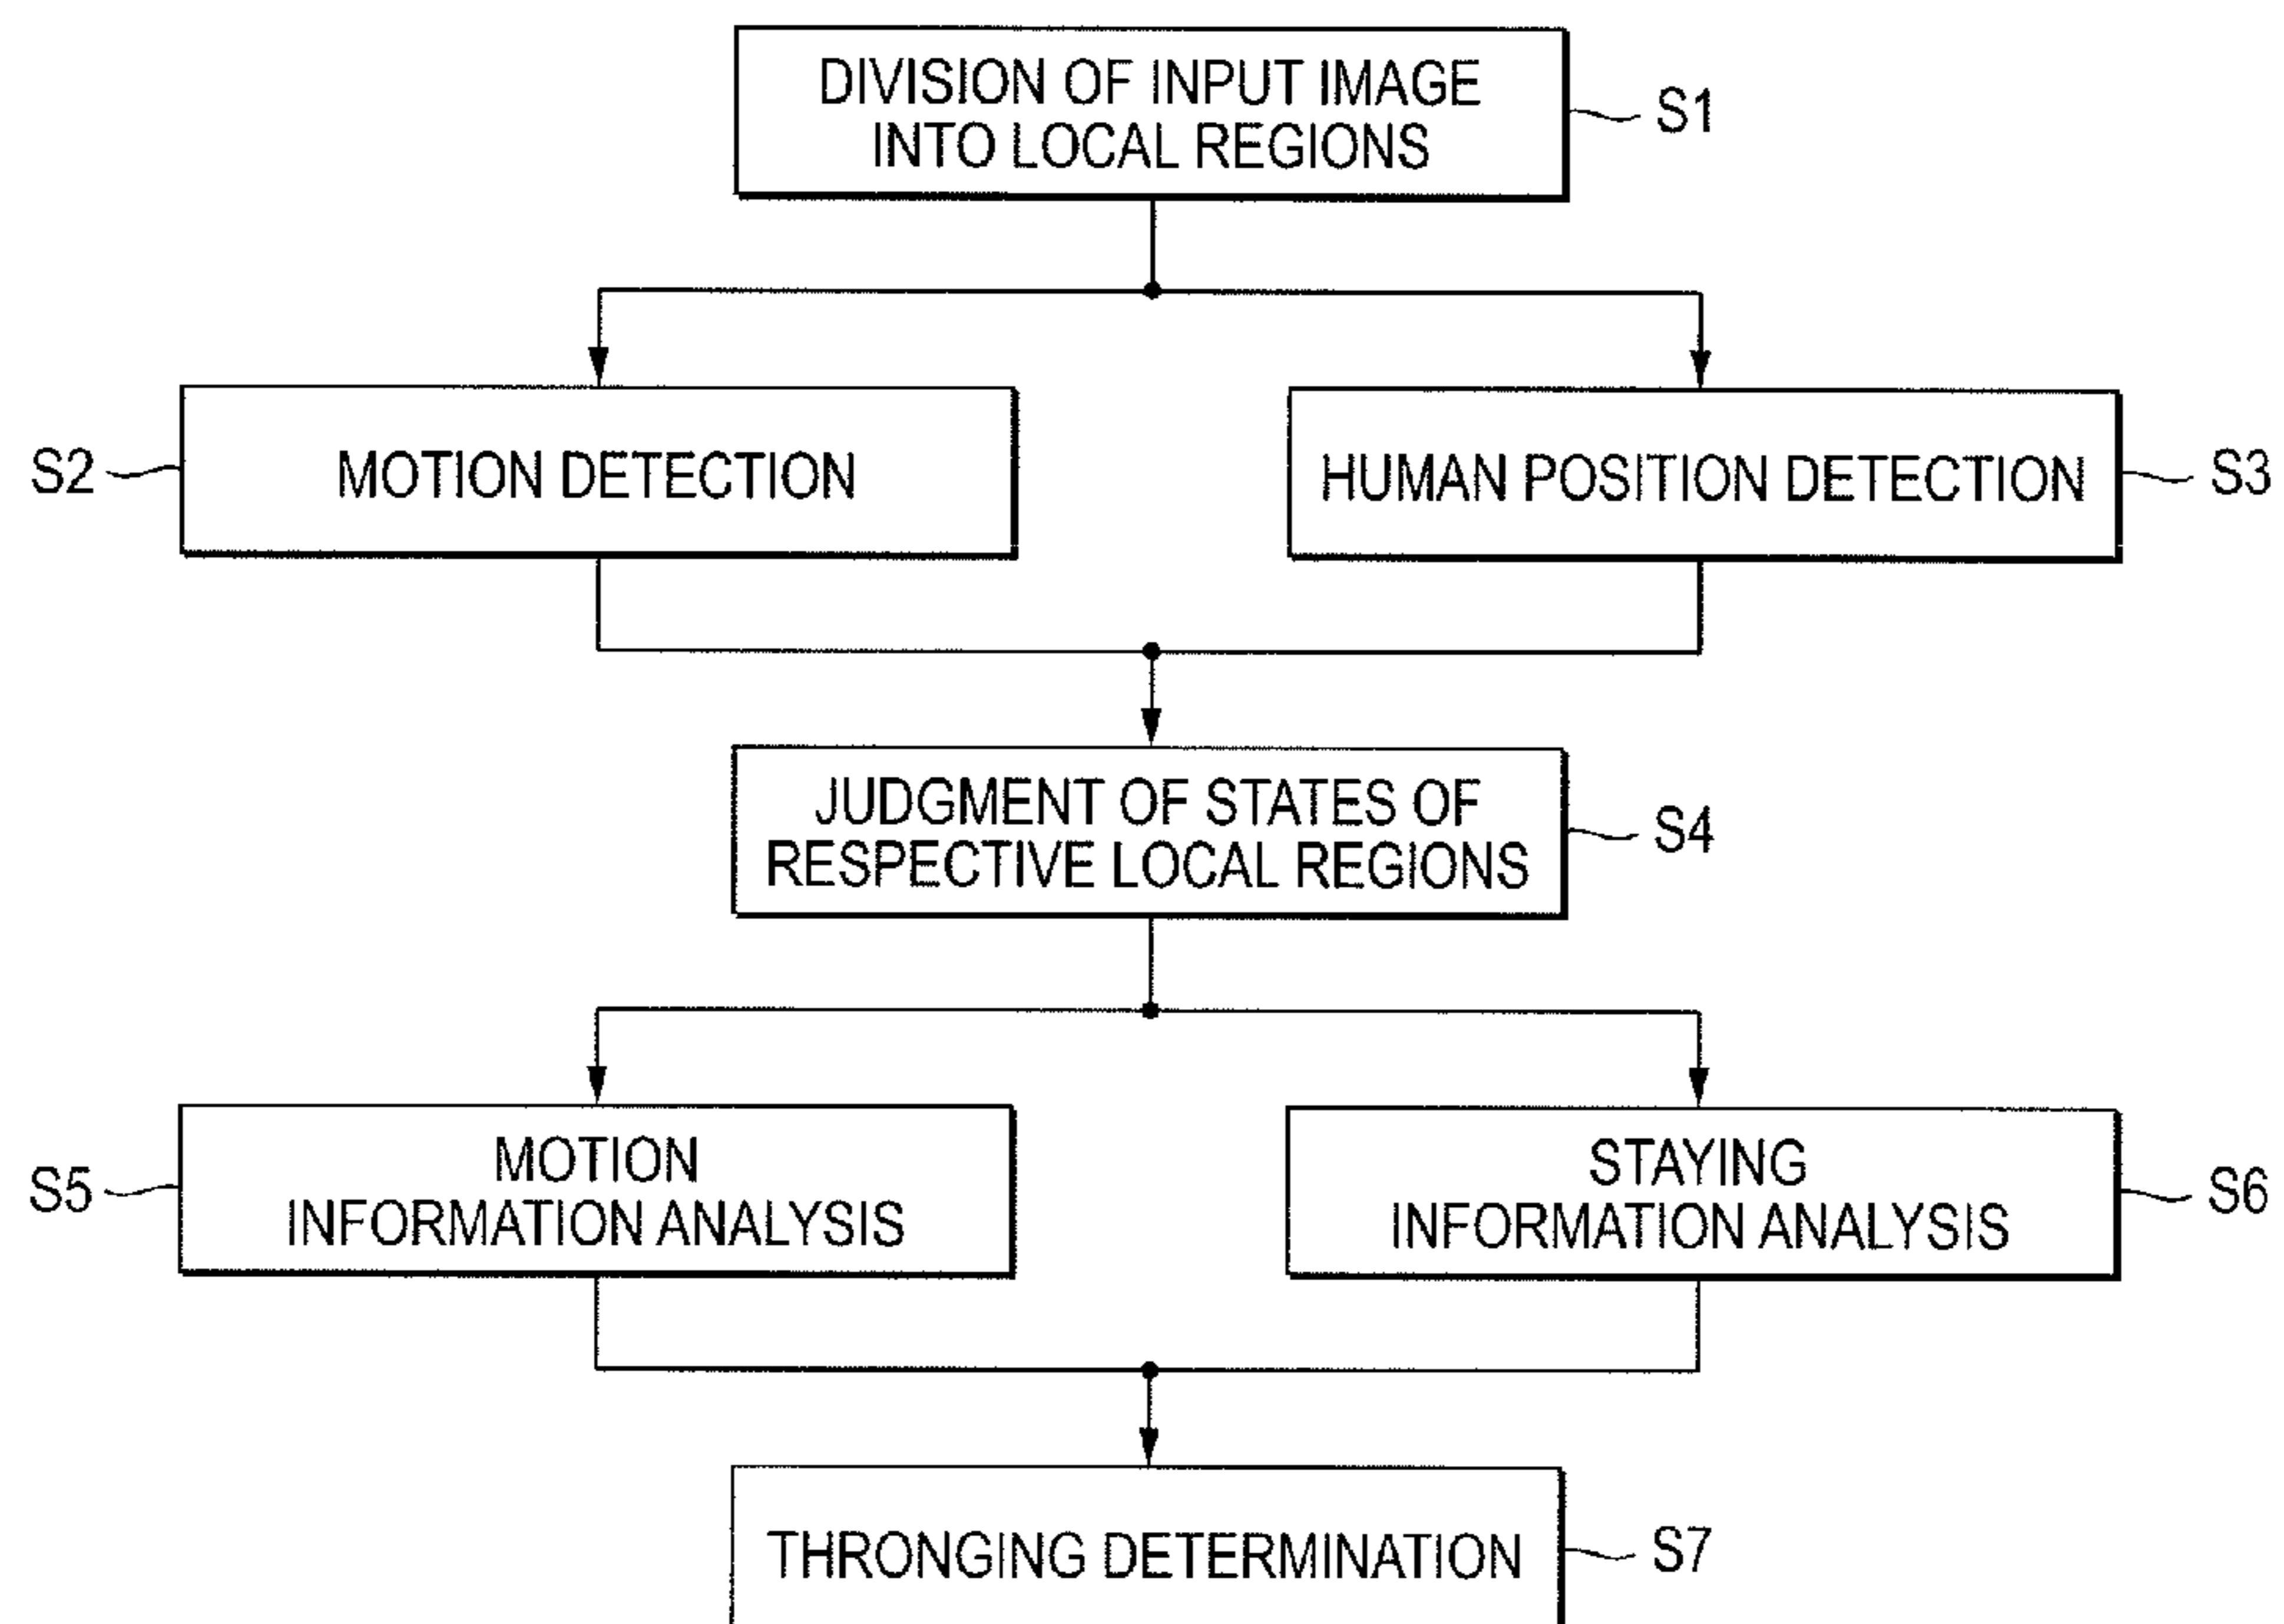 DIVISION OF INPUT IMAGE
INTO LOCAL REGIONS
S1
S2
MOTION DETECTION
HUMAN POSITION DETECTION
S3
JUDGMENT OF STATES OF
RESPECTIVE LOCAL REGIONS
S4
S5
MOTION
INFORMATION ANALYSIS
STAYING
INFORMATION ANALYSIS
S6
THRONGING DETERMINATION
S7